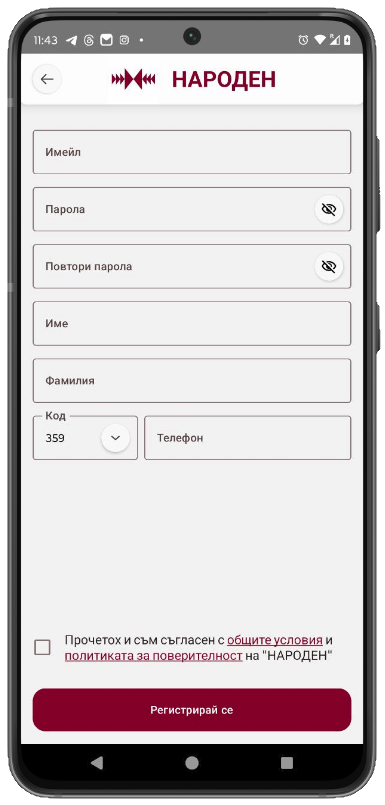 11:43
НАРОДЕН
Имейл
Парола
Повтори парола
Име
Фамилия
Код
359
Телефон
Прочетох и съм съгласен с общите условия и
политиката за поверителност на "НАРОДЕН"
Регистрирай се